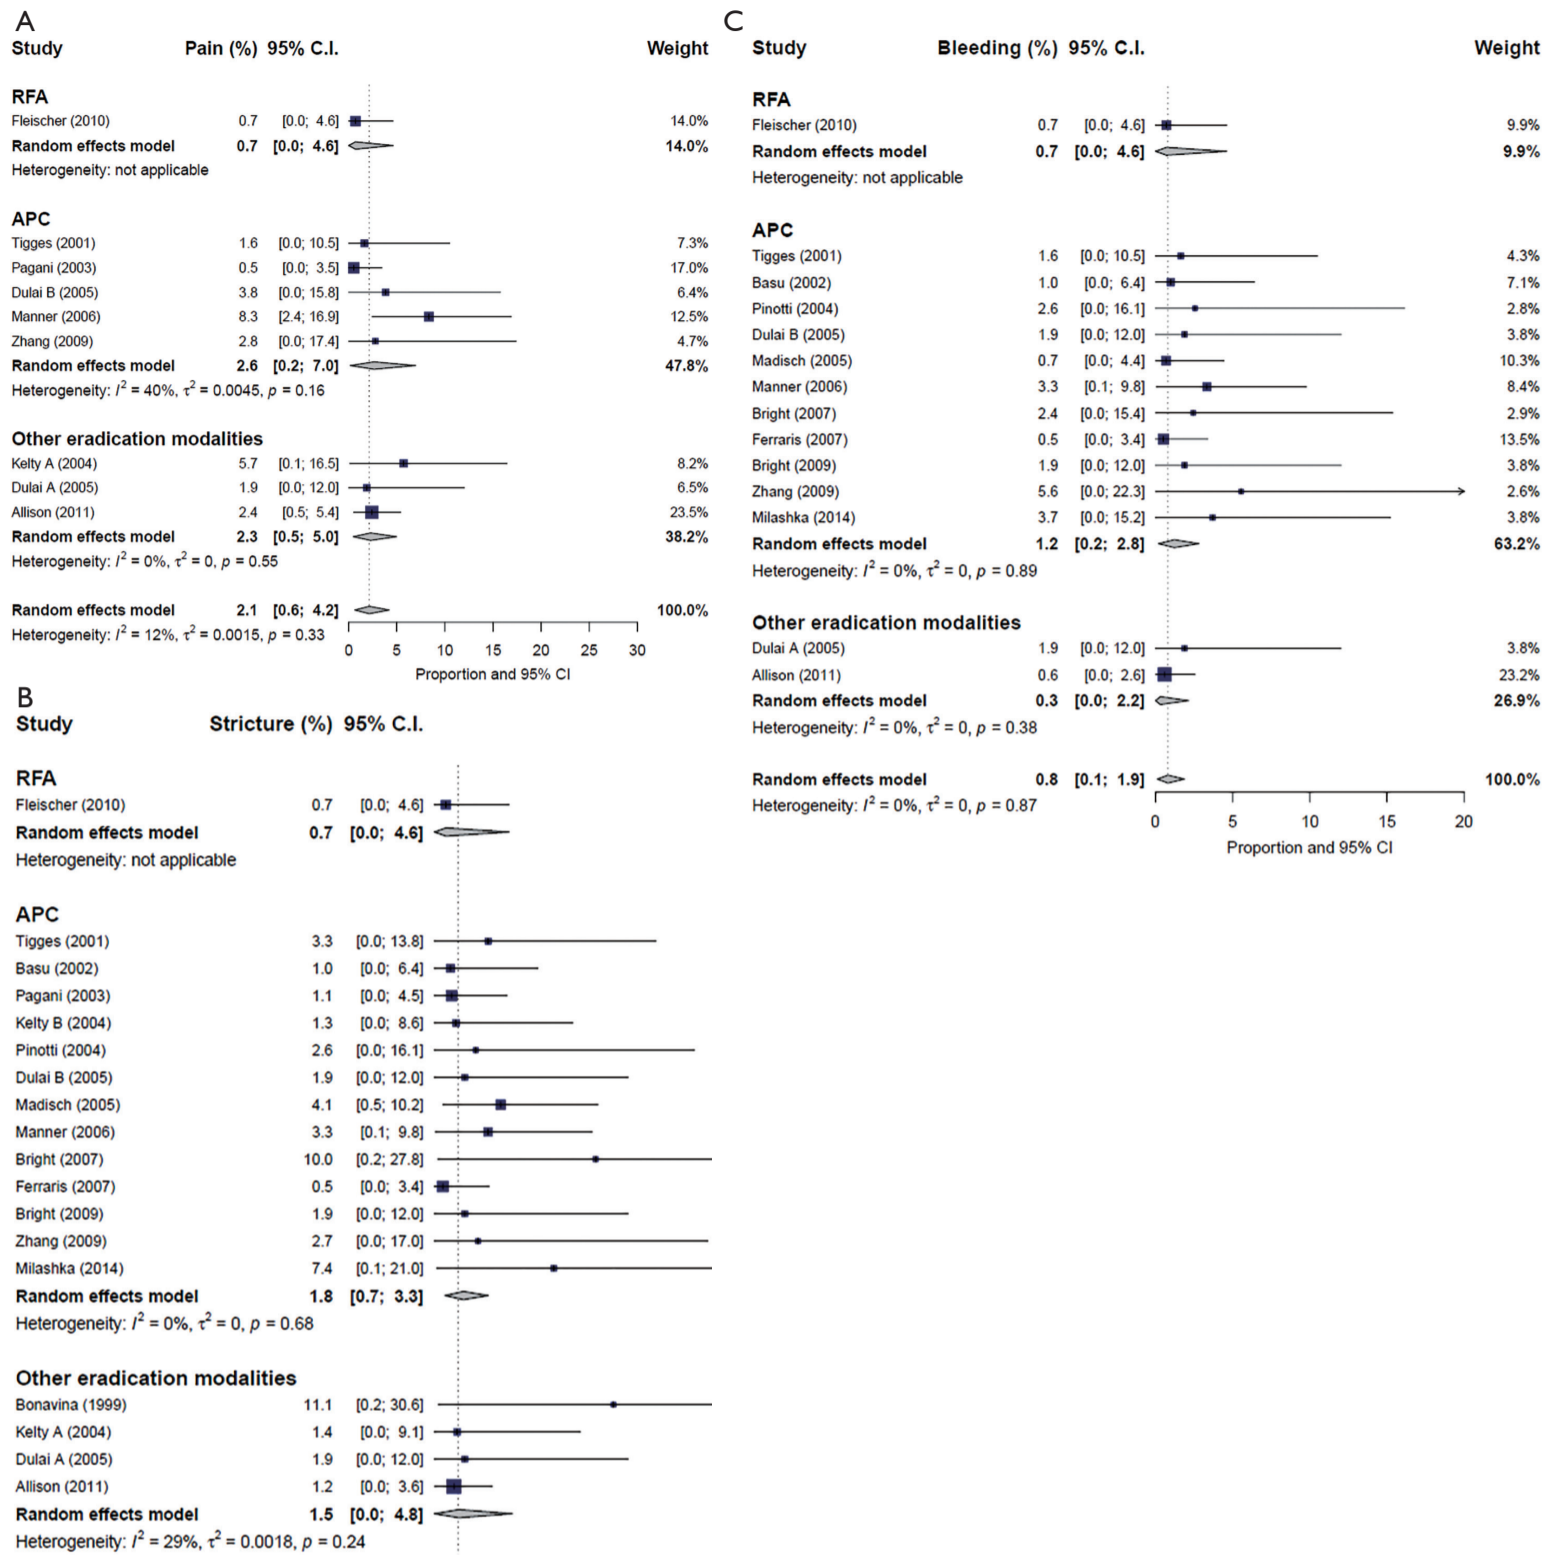 A
Study Pain (%) 95% C.I. Weight
RFA
Fleischer (2010) 0.7 [0.0; 4.6] 14.0%
Random effects model 0.7 [0.0; 4.6] 14.0%
Heterogeneity: not applicable
APC
Tigges (2001) 1.6 [0.0; 10.5] 7.3%
Pagani (2003) 0.5 [0.0; 3.5] 17.0%
Dulai B (2005) 3.8 [0.0; 15.8] 6.4%
Manner (2006) 8.3 [2.4; 16.9] 12.5%
Zhang (2009) 2.8 [0.0; 17.4] 4.7%
Random effects model 2.6 [0.2; 7.0] 47.8%
Heterogeneity: I² = 40%, τ² = 0.0045, p = 0.16
Other eradication modalities
Kelty A (2004) 5.7 [0.1; 16.5] 8.2%
Dulai A (2005) 1.9 [0.0; 12.0] 6.5%
Allison (2011) 2.4 [0.5; 5.4] 23.5%
Random effects model 2.3 [0.5; 5.0] 38.2%
Heterogeneity: I² = 0%, τ² = 0, p = 0.55
Random effects model 2.1 [0.6; 4.2] 100.0%
Heterogeneity: I² = 12%, τ² = 0.0015, p = 0.33
0 5 10 15 20 25 30
Proportion and 95% CI
B
Study Stricture (%) 95% C.I.
RFA
Fleischer (2010) 0.7 [0.0; 4.6]
Random effects model 0.7 [0.0; 4.6]
Heterogeneity: not applicable
APC
Tigges (2001) 3.3 [0.0; 13.8]
Basu (2002) 1.0 [0.0; 6.4]
Pagani (2003) 1.1 [0.0; 4.5]
Kelty B (2004) 1.3 [0.0; 8.6]
Pinotti (2004) 2.6 [0.0; 16.1]
Dulai B (2005) 1.9 [0.0; 12.0]
Madisch (2005) 4.1 [0.5; 10.2]
Manner (2006) 3.3 [0.1; 9.8]
Bright (2007) 10.0 [0.2; 27.8]
Ferraris (2007) 0.5 [0.0; 3.4]
Bright (2009) 1.9 [0.0; 12.0]
Zhang (2009) 2.7 [0.0; 17.0]
Milashka (2014) 7.4 [0.1; 21.0]
Random effects model 1.8 [0.7; 3.3]
Heterogeneity: I² = 0%, τ² = 0, p = 0.68
Other eradication modalities
Bonavina (1999) 11.1 [0.2; 30.6]
Kelty A (2004) 1.4 [0.0; 9.1]
Dulai A (2005) 1.9 [0.0; 12.0]
Allison (2011) 1.2 [0.0; 3.6]
Random effects model 1.5 [0.0; 4.8]
Heterogeneity: I² = 29%, τ² = 0.0018, p = 0.24
C
Study Bleeding (%) 95% C.I. Weight
RFA
Fleischer (2010) 0.7 [0.0; 4.6] 9.9%
Random effects model 0.7 [0.0; 4.6] 9.9%
Heterogeneity: not applicable
APC
Tigges (2001) 1.6 [0.0; 10.5] 4.3%
Basu (2002) 1.0 [0.0; 6.4] 7.1%
Pinotti (2004) 2.6 [0.0; 16.1] 2.8%
Dulai B (2005) 1.9 [0.0; 12.0] 3.8%
Madisch (2005) 0.7 [0.0; 4.4] 10.3%
Manner (2006) 3.3 [0.1; 9.8] 8.4%
Bright (2007) 2.4 [0.0; 15.4] 2.9%
Ferraris (2007) 0.5 [0.0; 3.4] 13.5%
Bright (2009) 1.9 [0.0; 12.0] 3.8%
Zhang (2009) 5.6 [0.0; 22.3] 2.6%
Milashka (2014) 3.7 [0.0; 15.2] 3.8%
Random effects model 1.2 [0.2; 2.8] 63.2%
Heterogeneity: I² = 0%, τ² = 0, p = 0.89
Other eradication modalities
Dulai A (2005) 1.9 [0.0; 12.0] 3.8%
Allison (2011) 0.6 [0.0; 2.6] 23.2%
Random effects model 0.3 [0.0; 2.2] 26.9%
Heterogeneity: I² = 0%, τ² = 0, p = 0.38
Random effects model 0.8 [0.1; 1.9] 100.0%
Heterogeneity: I² = 0%, τ² = 0, p = 0.87
0 5 10 15 20
Proportion and 95% CI